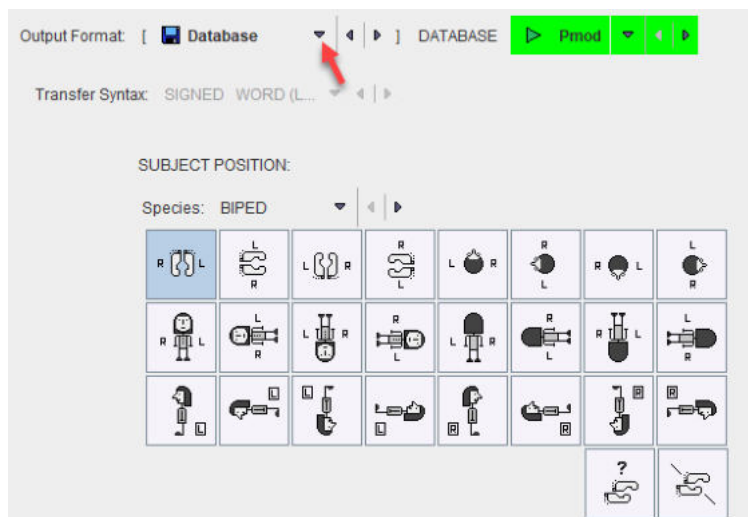 Output Format: [ Database ] DATABASE Pmod
Transfer Syntax: SIGNED WORD (L...
SUBJECT POSITION:
Species: BIPED
L R L
R L L R L R R L
R L R L
L L R R L L R R L L
R L R L
L L R R
L R R
?